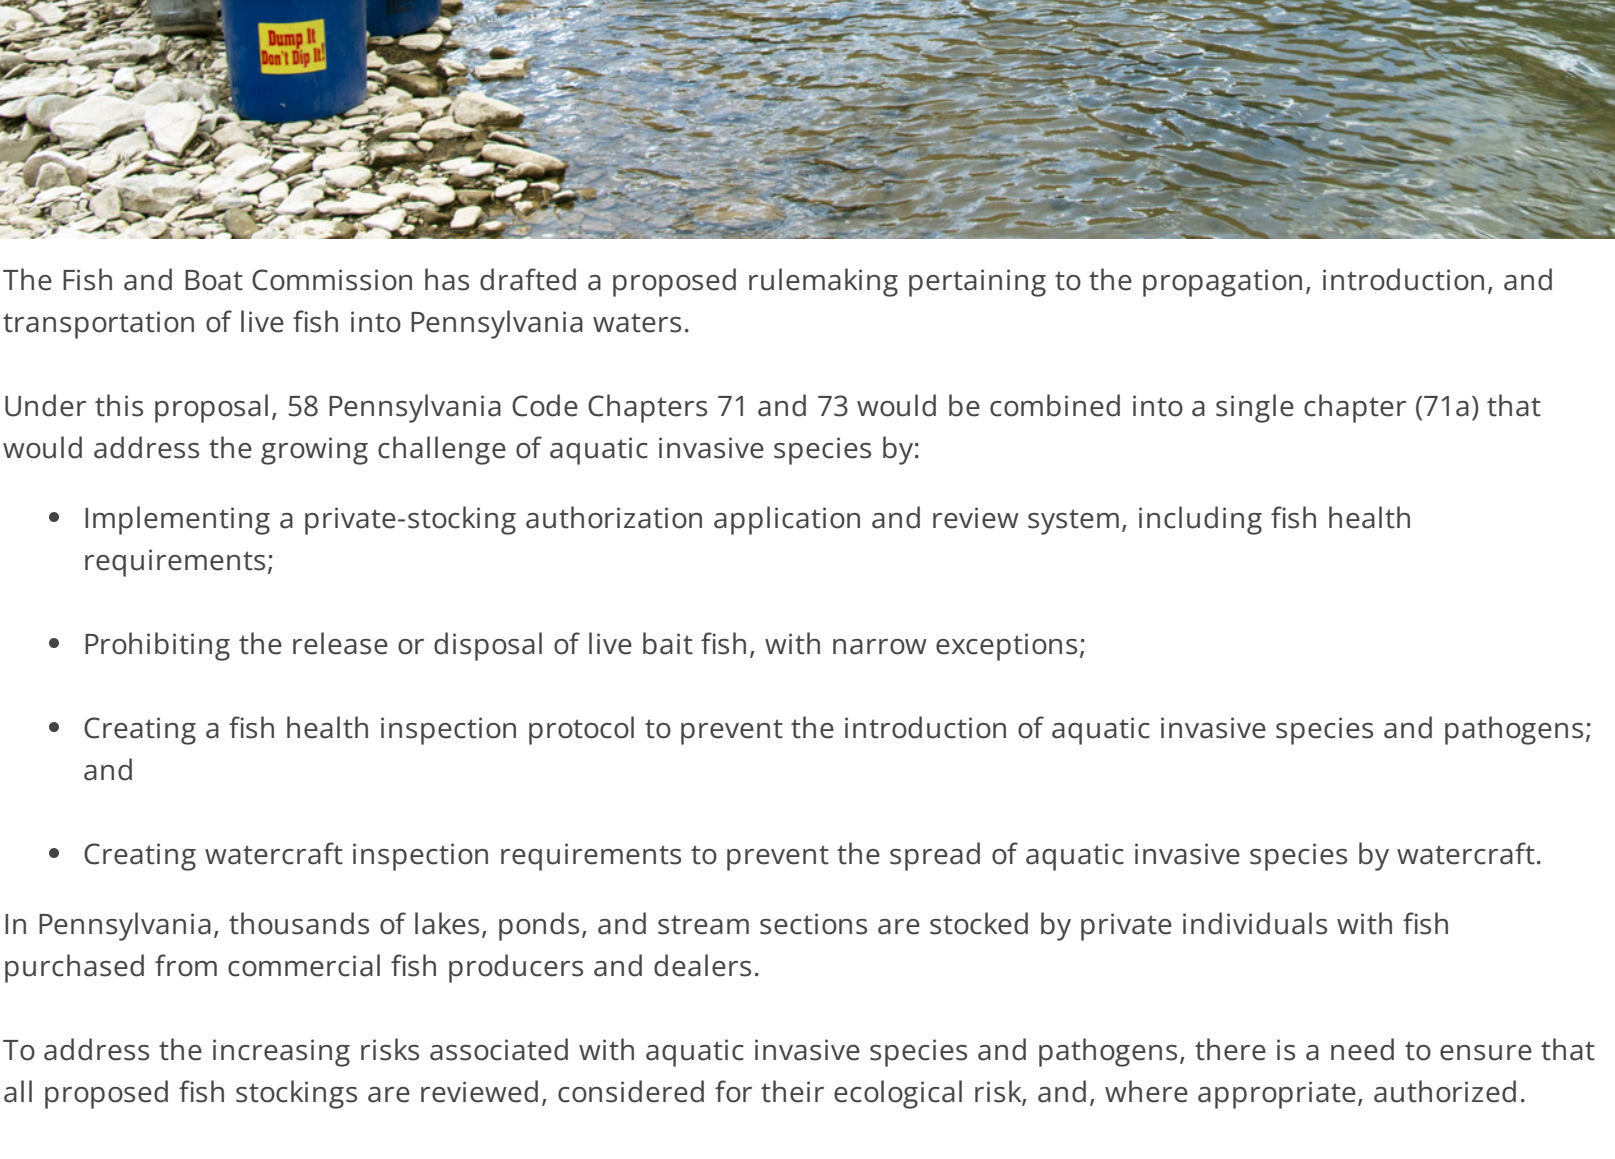 Dump It
Don't Dip It!
The Fish and Boat Commission has drafted a proposed rulemaking pertaining to the propagation, introduction, and
transportation of live fish into Pennsylvania waters.
Under this proposal, 58 Pennsylvania Code Chapters 71 and 73 would be combined into a single chapter (71a) that
would address the growing challenge of aquatic invasive species by:
• Implementing a private-stocking authorization application and review system, including fish health
requirements;
• Prohibiting the release or disposal of live bait fish, with narrow exceptions;
• Creating a fish health inspection protocol to prevent the introduction of aquatic invasive species and pathogens;
and
• Creating watercraft inspection requirements to prevent the spread of aquatic invasive species by watercraft.
In Pennsylvania, thousands of lakes, ponds, and stream sections are stocked by private individuals with fish
purchased from commercial fish producers and dealers.
To address the increasing risks associated with aquatic invasive species and pathogens, there is a need to ensure that
all proposed fish stockings are reviewed, considered for their ecological risk, and, where appropriate, authorized.